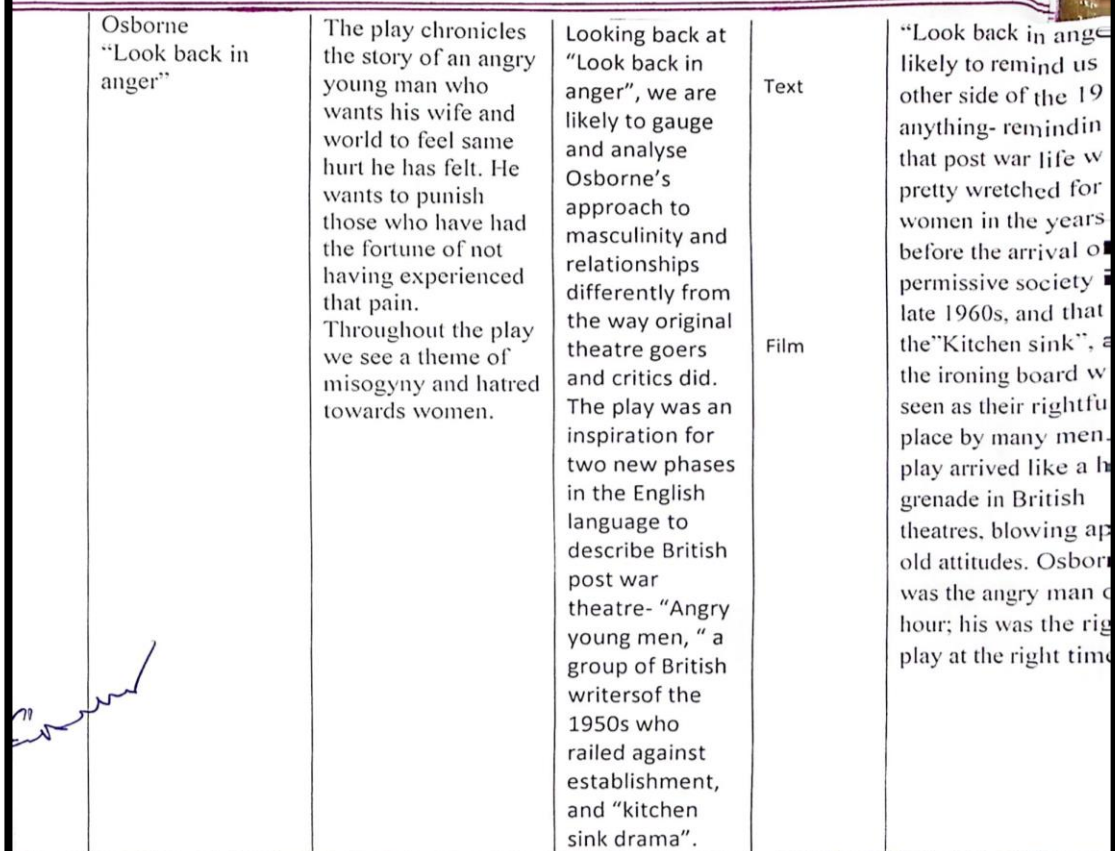 Osborne
“Look back in
anger”
The play chronicles
the story of an angry
young man who
wants his wife and
world to feel same
hurt he has felt. He
wants to punish
those who have had
the fortune of not
having experienced
that pain.
Throughout the play
we see a theme of
misogyny and hatred
towards women.
Looking back at
“Look back in
anger”, we are
likely to gauge
and analyse
Osborne’s
approach to
masculinity and
relationships
differently from
the way original
theatre goers
and critics did.
The play was an
inspiration for
two new phases
in the English
language to
describe British
post war
theatre- “Angry
young men, “ a
group of British
writersof the
1950s who
railed against
establishment,
and “kitchen
sink drama”.
Text
Film
“Look back in
likely to remind us
other side of the 19
anything-
that post war life
pretty wretched for
women in the years
before the arrival
permissive society
late 1960s, and that
the”Kitchen sink”,
the ironing board
seen as their
place by many men.
play arrived like a
grenade in British
theatres, blowing
old attitudes.
was the angry man
hour; his was the
play at the right